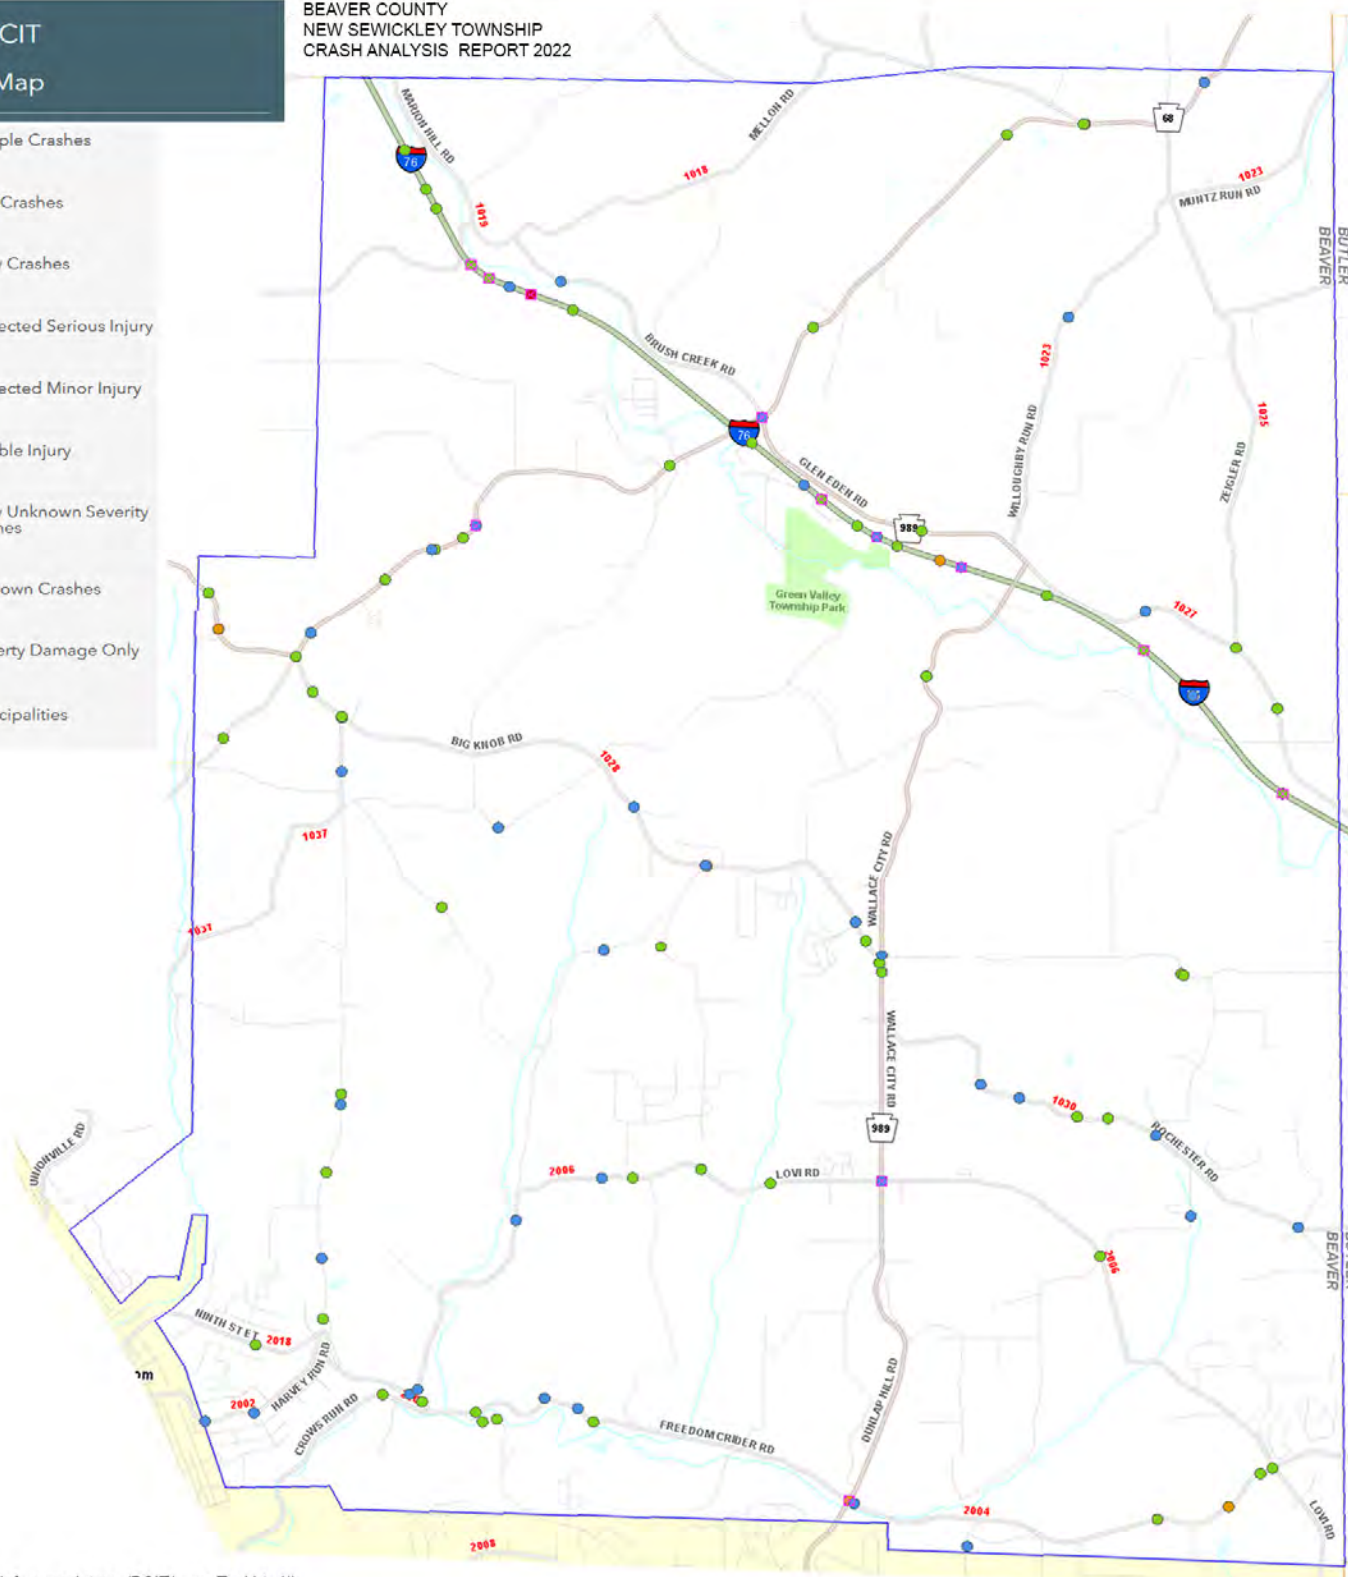 CIT
Map
BEAVER COUNTY
NEW SEWICKLEY TOWNSHIP
CRASH ANALYSIS REPORT 2022
ple Crashes
Crashes
y Crashes
ected Serious Injury
ected Minor Injury
ble Injury
y Unknown Severity
nes
own Crashes
erty Damage Only
cipalities
MARION HILL RD
76
MELLON RD
68
1018
1019
1023
MUNTZ RUN RD
BUTLER
BEAVER
BRUSH CREEK RD
1023
1025
76
GLEN EDEN RD
WILLOUGHBY RUN RD
ZEIGLER RD
989
Green Valley
Township Park
1027
BIG KNOB RD
1028
1037
WALLACE CITY RD
1037
WALLACE CITY RD
1030
ROCHESTER RD
989
UNIONVILLE RD
2006
LOVI RD
2006
BEAVER
NINTH ST ET
2018
HARVEY RUN RD
om
2002
CROWS RUN RD
DUNLAP HILL RD
FREEDOM CRIDER RD
2004
LOVI RD
2008